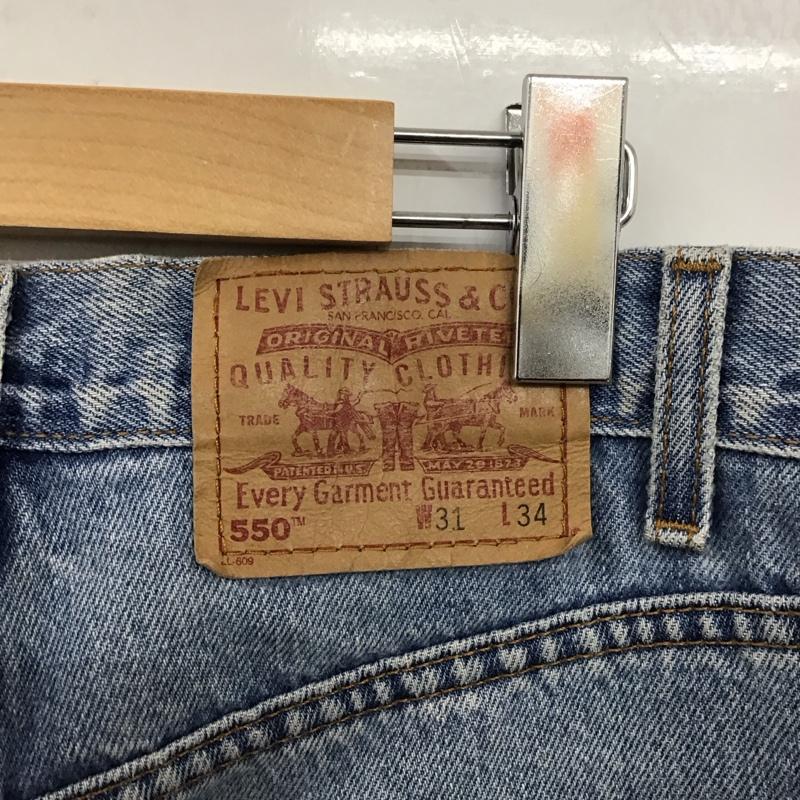 LEVI STRAUSS & C
SAN FRANCISCO, CAL
ORIGINAL RIVETE
QUALITY CLOTHI
TRADE MARK
PATENTED IN U.S. MAY 20 1873
Every Garment Guaranteed
550™ W31 L34
LL-609